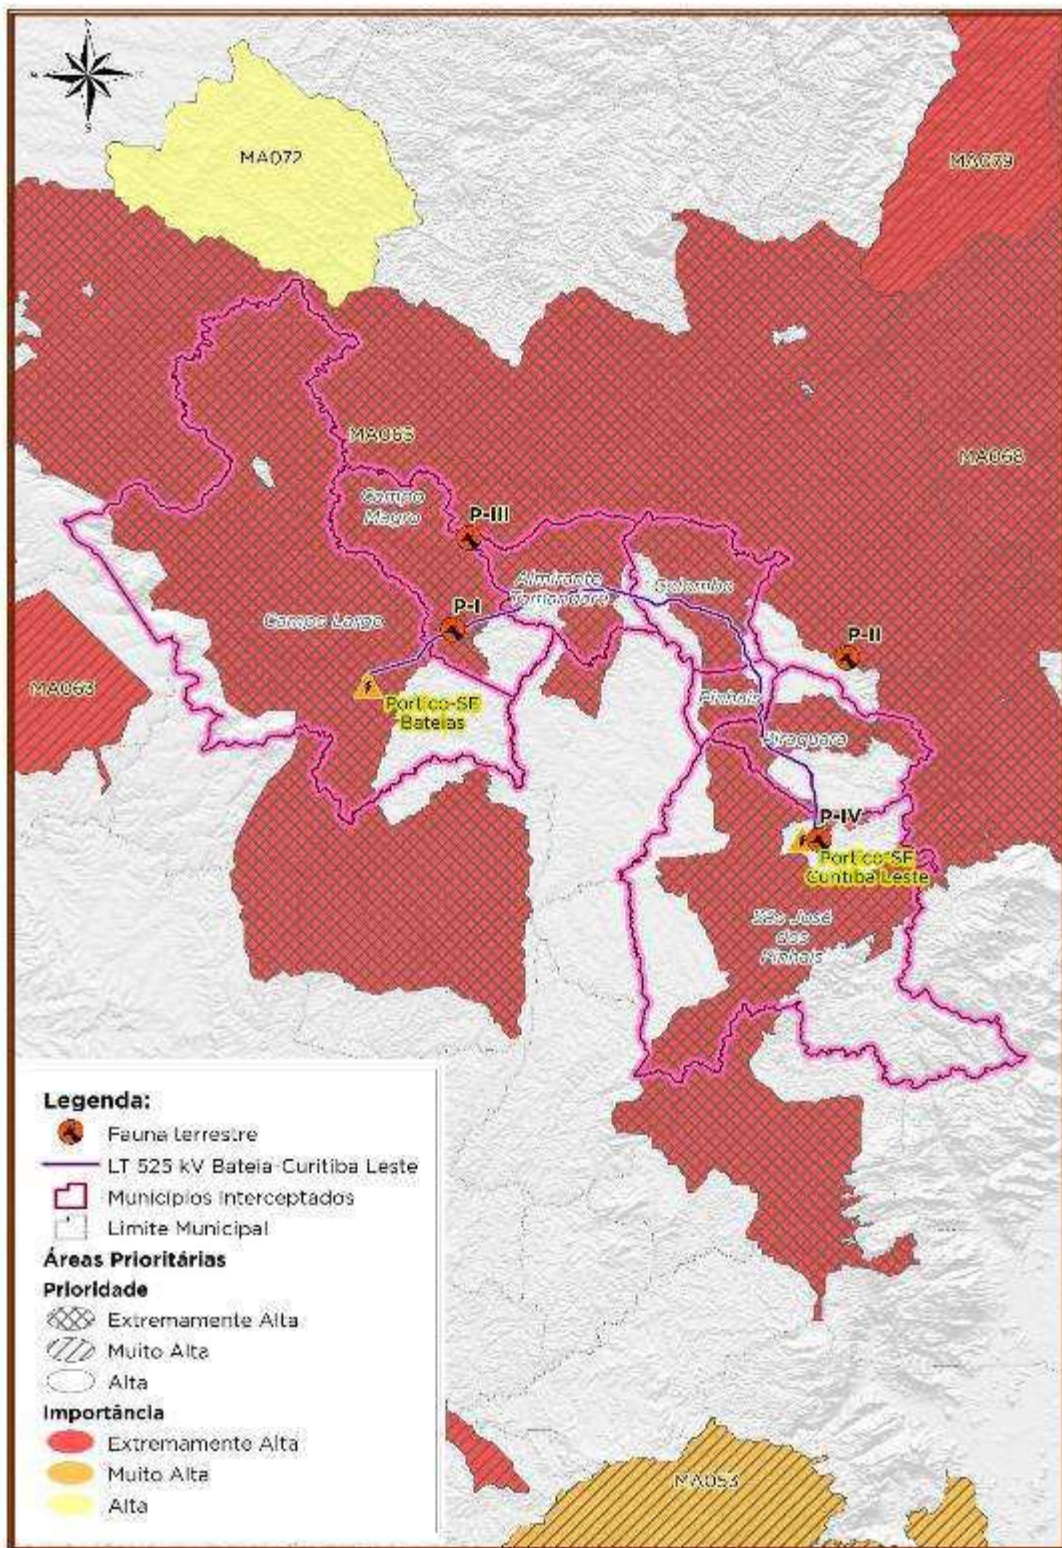 N
S
MA072
MA079
MA065
MA068
Campo
Magro
P-III
Almirante
Tamandaré
Colombo
P-I
Campo Largo
P-II
MA063
Pórtico-SE
Bateias
Pinhais
Piraquara
P-IV
Pórtico-SE
Curitiba Leste
São José
dos
Pinhais
Legenda:
Fauna terrestre
LT 525 kV Bateia-Curitiba Leste
Municípios Interceptados
Limite Municipal
Áreas Prioritárias
Prioridade
Extremamente Alta
Muito Alta
Alta
Importância
Extremamente Alta
Muito Alta
Alta
MA053